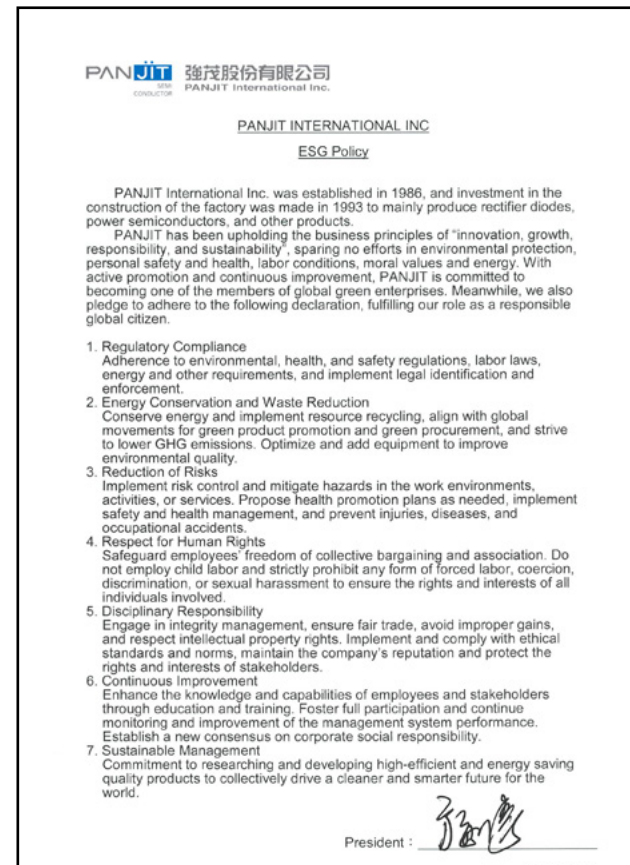 PANJIT 強茂股份有限公司
SEMI
CONDUCTOR
PANJIT International Inc.
PANJIT INTERNATIONAL INC
ESG Policy
PANJIT International Inc. was established in 1986, and investment in the
construction of the factory was made in 1993 to mainly produce rectifier diodes,
power semiconductors, and other products.
PANJIT has been upholding the business principles of "innovation, growth,
responsibility, and sustainability", sparing no efforts in environmental protection,
personal safety and health, labor conditions, moral values and energy. With
active promotion and continuous improvement, PANJIT is committed to
becoming one of the members of global green enterprises. Meanwhile, we also
pledge to adhere to the following declaration, fulfilling our role as a responsible
global citizen.
1. Regulatory Compliance
Adherence to environmental, health, and safety regulations, labor laws,
energy and other requirements, and implement legal identification and
enforcement.
2. Energy Conservation and Waste Reduction
Conserve energy and implement resource recycling, align with global
movements for green product promotion and green procurement, and strive
to lower GHG emissions. Optimize and add equipment to improve
environmental quality.
3. Reduction of Risks
Implement risk control and mitigate hazards in the work environments,
activities, or services. Propose health promotion plans as needed, implement
safety and health management, and prevent injuries, diseases, and
occupational accidents.
4. Respect for Human Rights
Safeguard employees' freedom of collective bargaining and association. Do
not employ child labor and strictly prohibit any form of forced labor, coercion,
discrimination, or sexual harassment to ensure the rights and interests of all
individuals involved.
5. Disciplinary Responsibility
Engage in integrity management, ensure fair trade, avoid improper gains,
and respect intellectual property rights. Implement and comply with ethical
standards and norms, maintain the company's reputation and protect the
rights and interests of stakeholders.
6. Continuous Improvement
Enhance the knowledge and capabilities of employees and stakeholders
through education and training. Foster full participation and continue
monitoring and improvement of the management system performance.
Establish a new consensus on corporate social responsibility.
7. Sustainable Management
Commitment to researching and developing high-efficient and energy saving
quality products to collectively drive a cleaner and smarter future for the
world.
President :